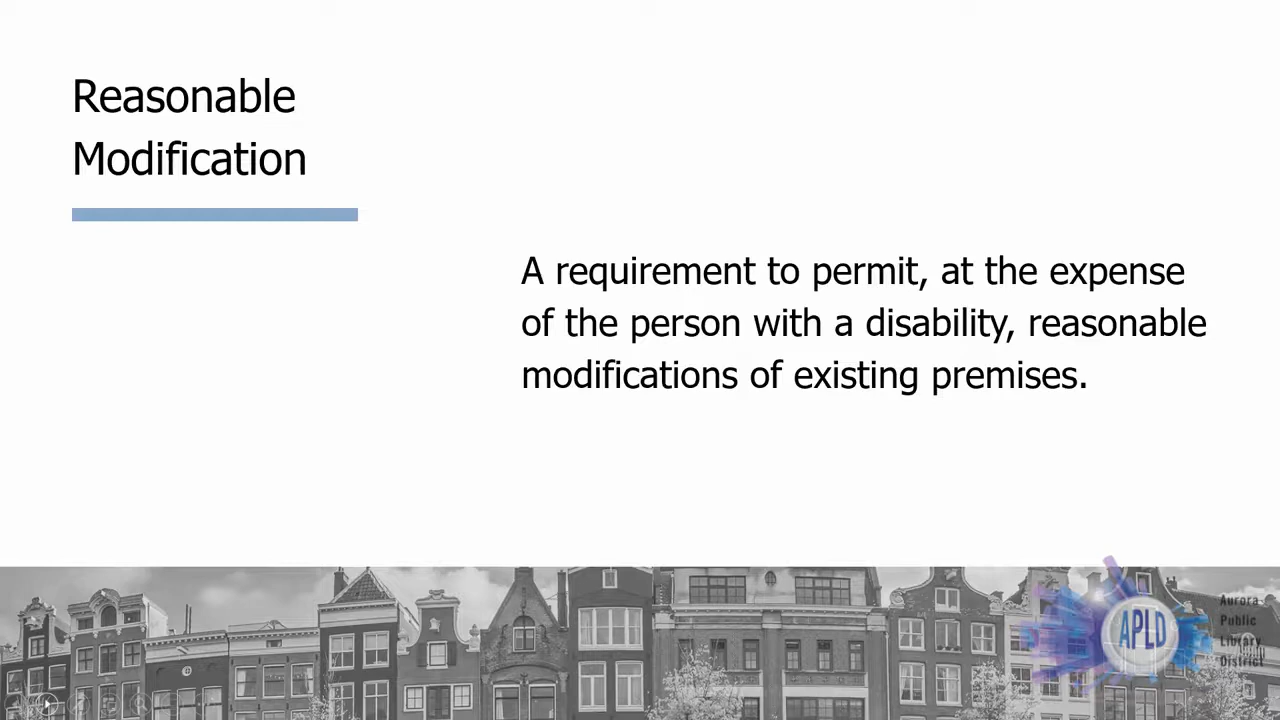 Reasonable
Modification
A requirement to permit, at the expense
of the person with a disability, reasonable
modifications of existing premises.
APLD
Aurora
Public
Library
District